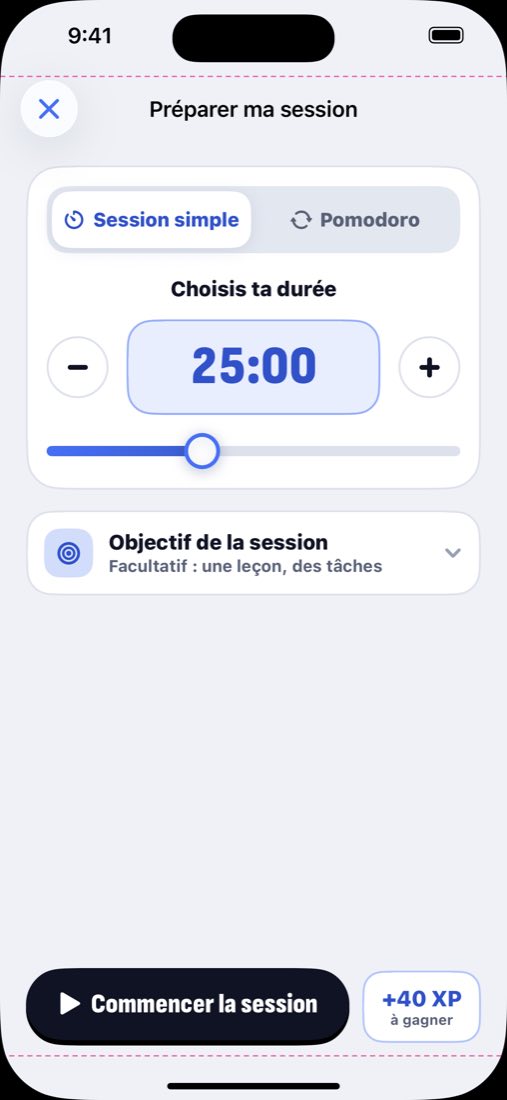 9:41
Préparer ma session
Session simple
Pomodoro
Choisis ta durée
25:00
Objectif de la session
Facultatif : une leçon, des tâches
Commencer la session
+40 XP
à gagner